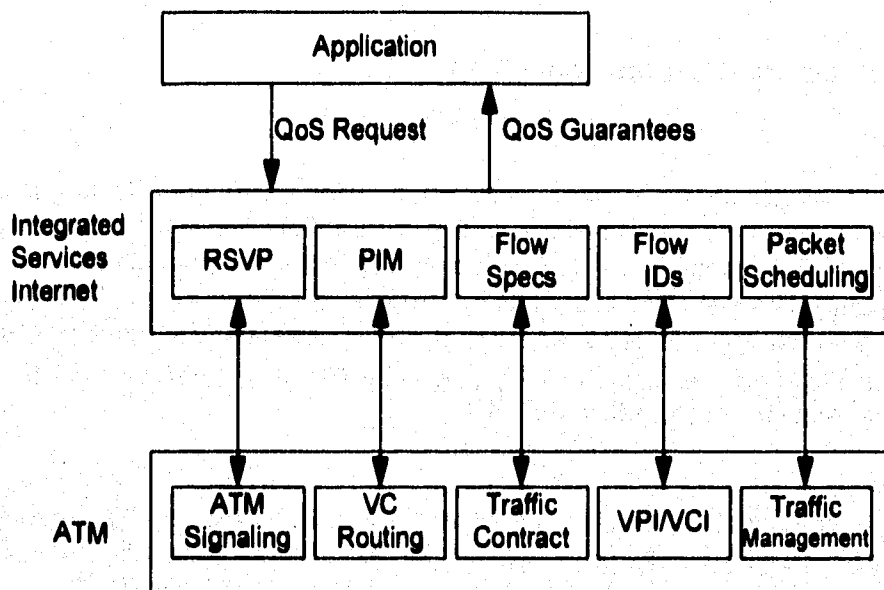 Application
QoS Request
QoS Guarantees
Integrated
Services
Internet
RSVP
PIM
Flow
Specs
Flow
IDs
Packet
Scheduling
ATM
ATM
Signaling
VC
Routing
Traffic
Contract
VPI/VCI
Traffic
Management